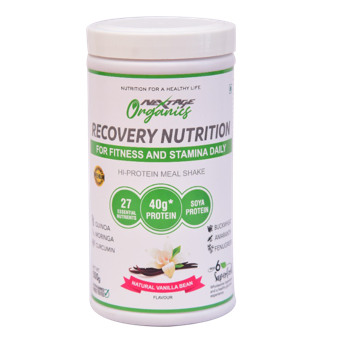 NUTRITION FOR A HEALTHY LIFE.
NEXTAGE
Organics
RECOVERY NUTRITION
FOR FITNESS AND STAMINA DAILY
HI-PROTEIN MEAL SHAKE
27
ESSENTIAL
NUTRIENTS
40g*
PROTEIN
SOYA
PROTEIN
QUINOA
MORINGA
CURCUMIN
BUCKWHEAT
AMARANTH
FENUGREEK
NATURAL VANILLA BEAN
FLAVOUR